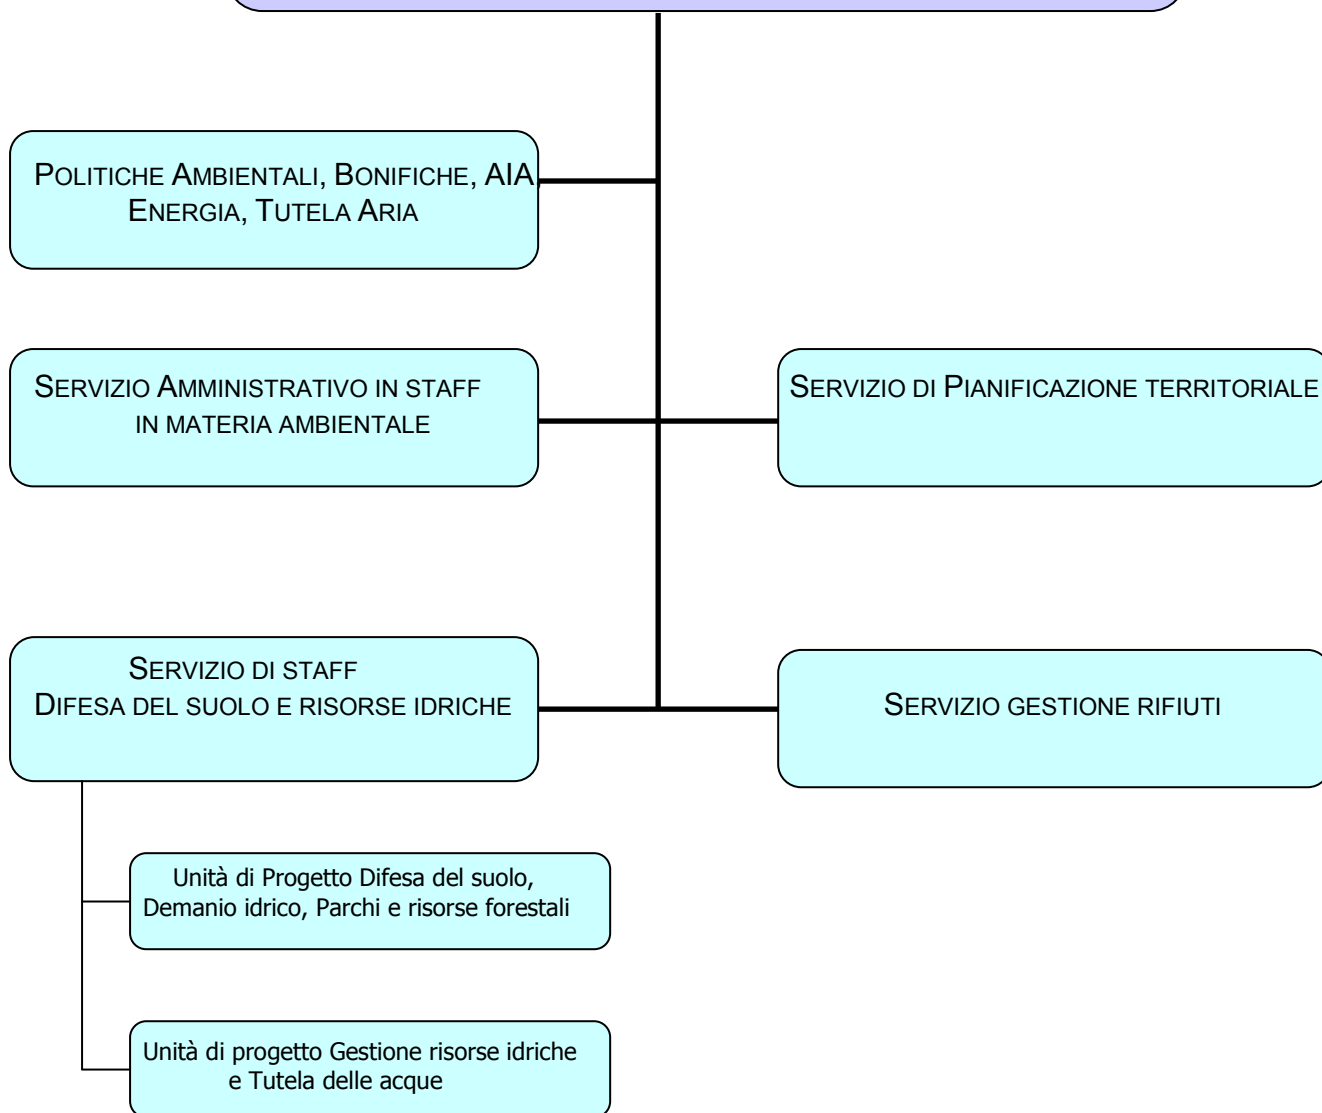 POLITICHE AMBIENTALI, BONIFICHE, AIA,
ENERGIA, TUTELA ARIA
SERVIZIO AMMINISTRATIVO IN STAFF
IN MATERIA AMBIENTALE
SERVIZIO DI PIANIFICAZIONE TERRITORIALE
SERVIZIO DI STAFF
DIFESA DEL SUOLO E RISORSE IDRICHE
SERVIZIO GESTIONE RIFIUTI
Unità di Progetto Difesa del suolo,
Demanio idrico, Parchi e risorse forestali
Unità di progetto Gestione risorse idriche
e Tutela delle acque